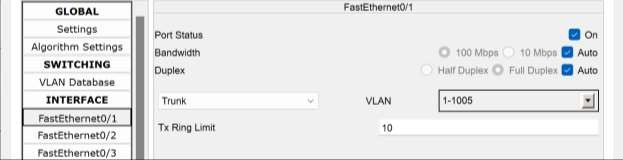 GLOBAL
Settings
Algorithm Settings
SWITCHING
VLAN Database
INTERFACE
FastEthernet0/1
FastEthernet0/2
FastEthernet0/3
FastEthernet0/1
Port Status On
Bandwidth 100 Mbps 10 Mbps Auto
Duplex Half Duplex Full Duplex Auto
Trunk VLAN 1-1005
Tx Ring Limit 10